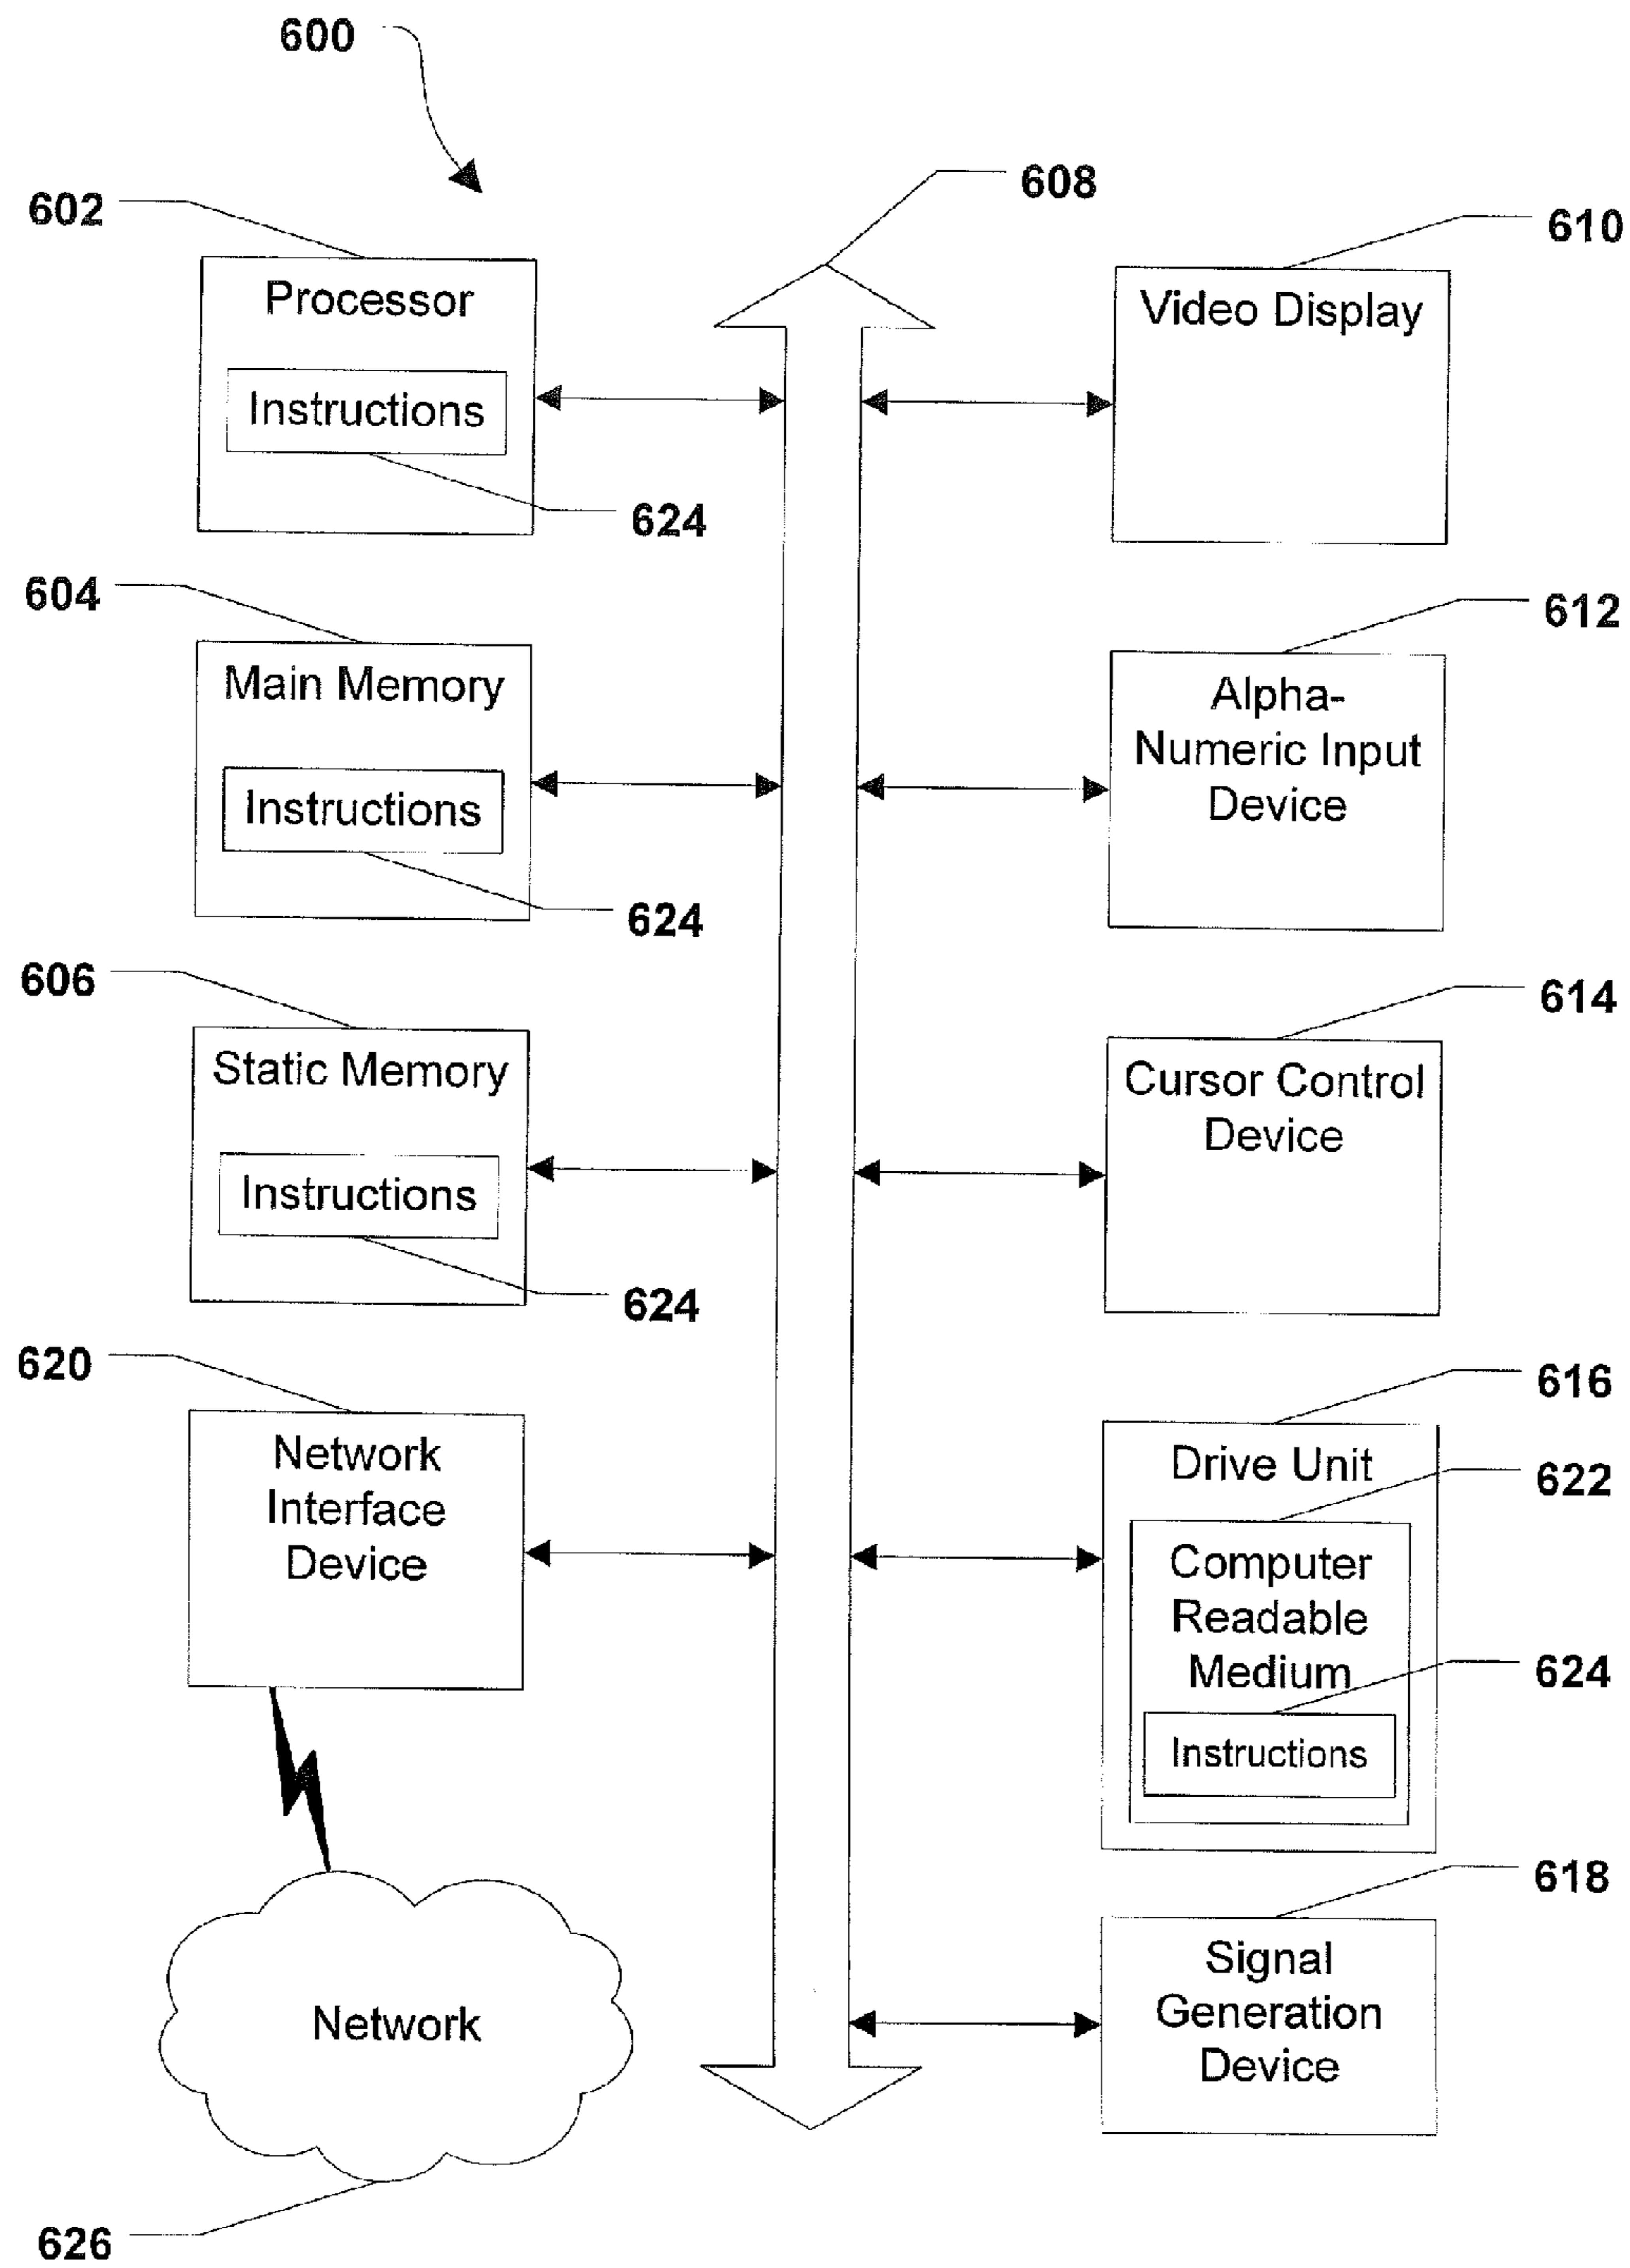 600
608
602
610
Processor
Video Display
Instructions
624
604
612
Main Memory
Alpha-
Numeric Input
Device
Instructions
624
606
614
Static Memory
Cursor Control
Device
Instructions
624
620
616
Network
Interface
Device
Drive Unit
622
Computer
Readable
Medium
624
Instructions
618
Signal
Generation
Device
Network
626